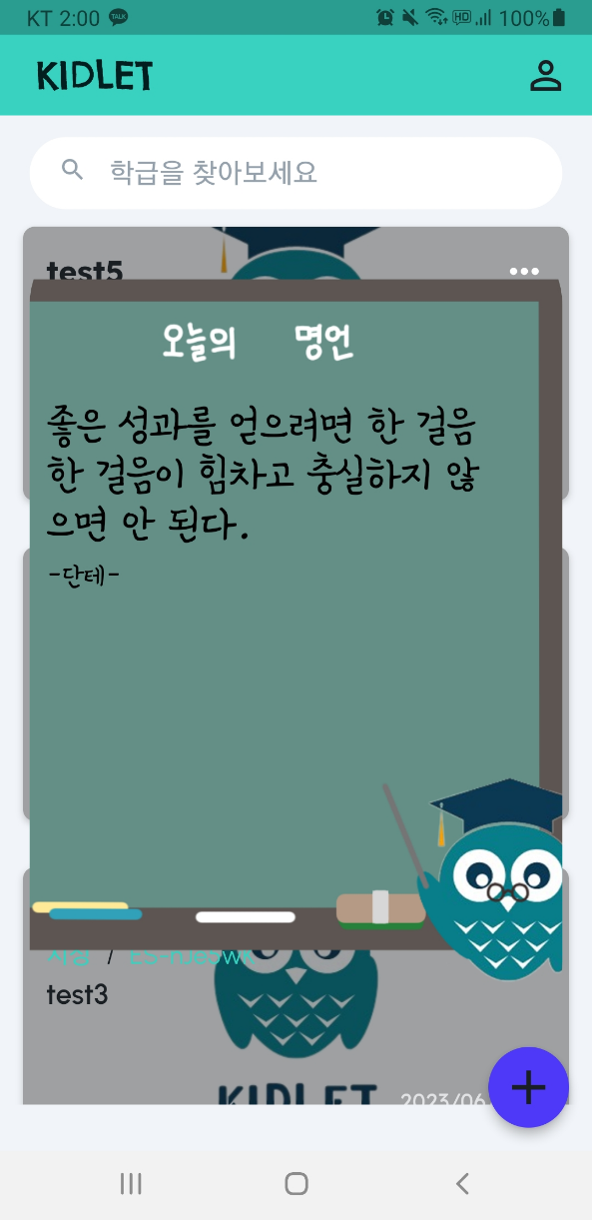 KT 2:00 TALK HD 100%
KIDLET
학급을 찾아보세요
test5
오늘의 명언
좋은 성과를 얻으려면 한 걸음
한 걸음이 힘차고 충실하지 않
으면 안 된다.
-단테-
/
test3
KIDLET
2023/06